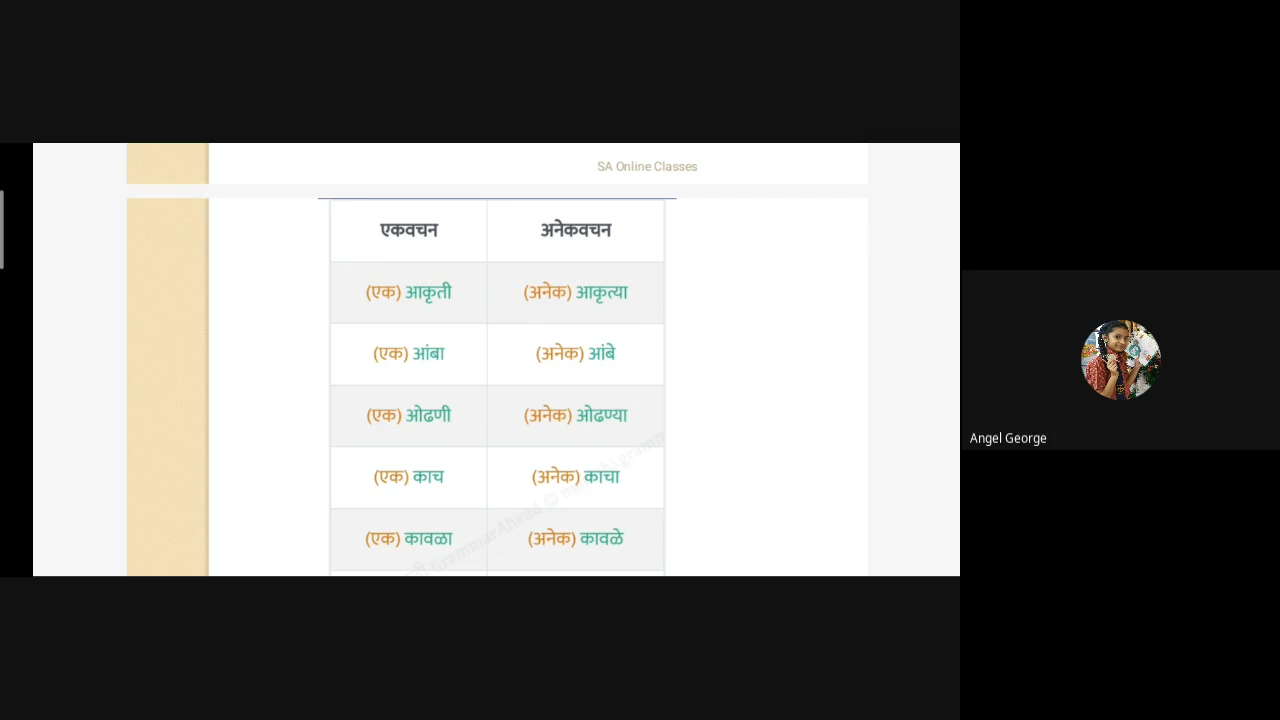 SA Online Classes
एकवचन अनेकवचन
(एक) आकृती (अनेक) आकृत्या
(एक) आंबा (अनेक) आंबे
(एक) ओढणी (अनेक) ओढण्या
(एक) काच (अनेक) काचा
(एक) कावळा (अनेक) कावळे
Angel George